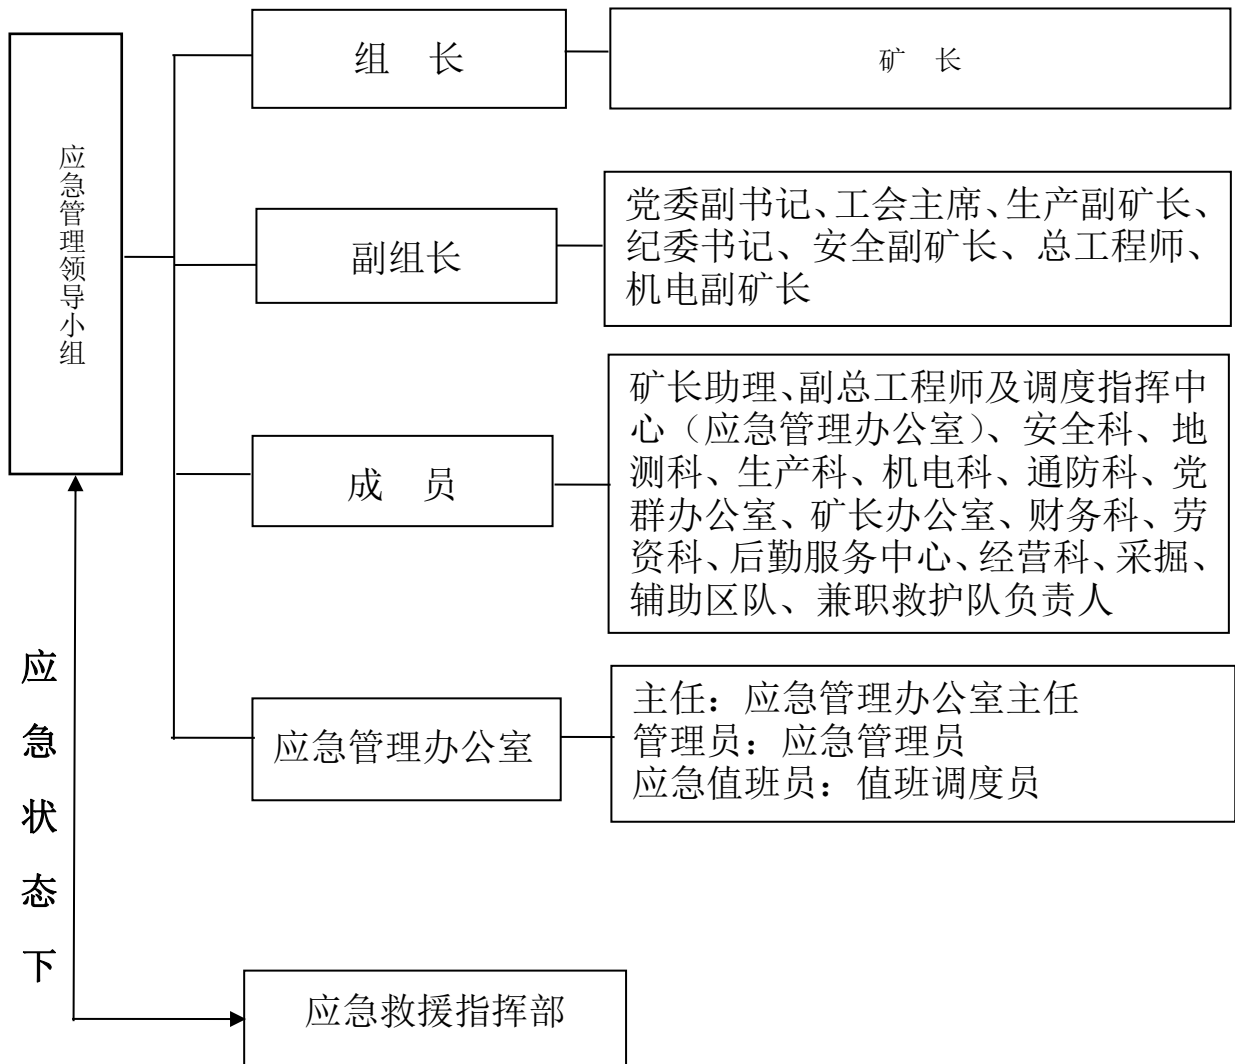 组 长
矿 长
应急管理领导小组
副组长
党委副书记、工会主席、生产副矿长、
纪委书记、安全副矿长、总工程师、
机电副矿长
成 员
矿长助理、副总工程师及调度指挥中
心（应急管理办公室）、安全科、地
测科、生产科、机电科、通防科、党
群办公室、矿长办公室、财务科、劳
资科、后勤服务中心、经营科、采掘、
辅助区队、兼职救护队负责人
应急管理办公室
主任：应急管理办公室主任
管理员：应急管理员
应急值班员：值班调度员
应急状态下
应急救援指挥部